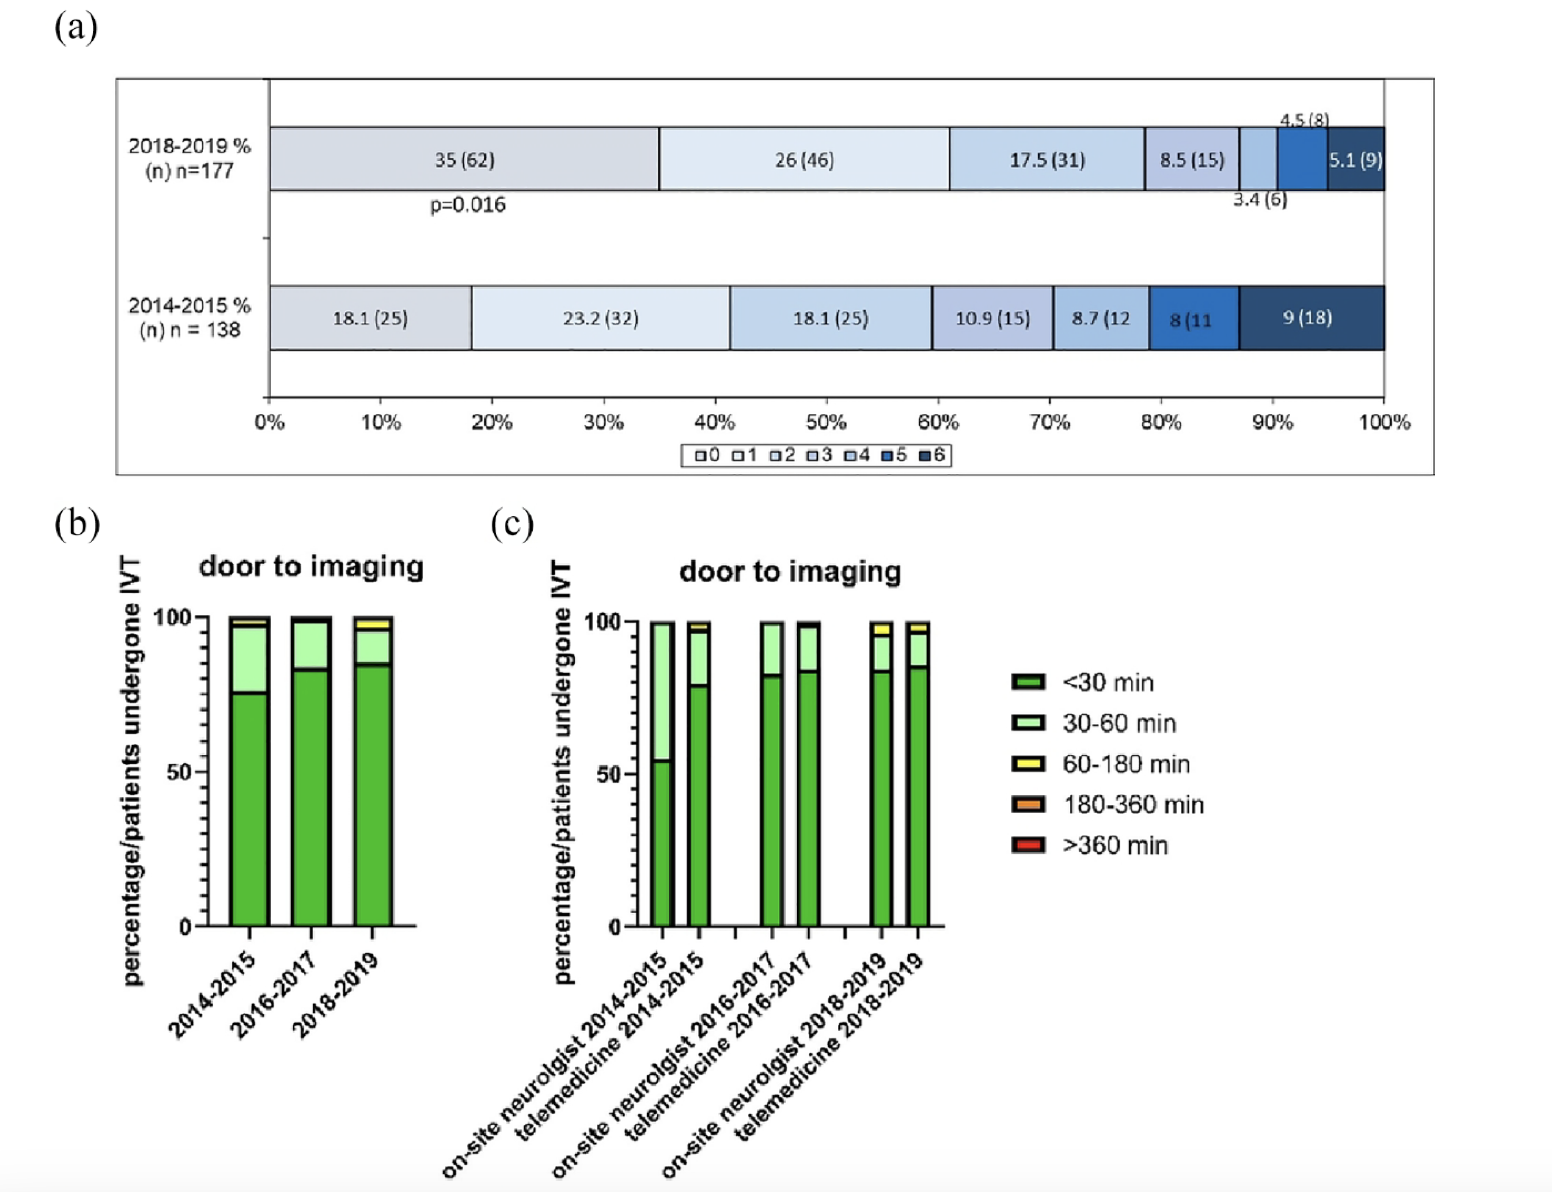 (a)
4.5 (8)
2018-2019 %
(n) n=177
35 (62)
26 (46)
17.5 (31)
8.5 (15)
5.1 (9)
3.4 (6)
p=0.016
2014-2015 %
(n) n = 138
18.1 (25)
23.2 (32)
18.1 (25)
10.9 (15)
8.7 (12
8 (11
9 (18)
0% 10% 20% 30% 40% 50% 60% 70% 80% 90% 100%
0 1 2 3 4 5 6
(b)
door to imaging
percentage/patients undergone IVT
100
50
0
2014-2015
2016-2017
2018-2019
(c)
door to imaging
percentage/patients undergone IVT
100
50
0
on-site neurolgist 2014-2015
telemedicine 2014-2015
on-site neurolgist 2016-2017
telemedicine 2016-2017
on-site neurolgist 2018-2019
telemedicine 2018-2019
<30 min
30-60 min
60-180 min
180-360 min
>360 min